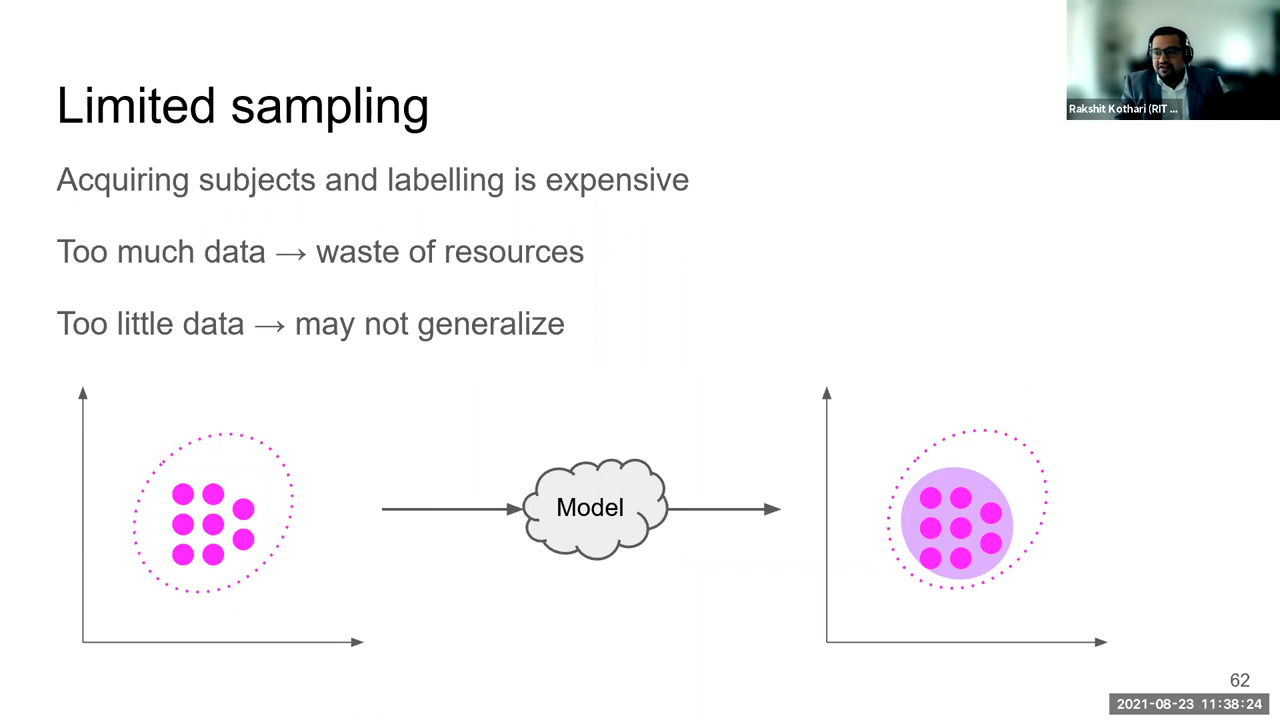 Limited sampling
Rakshit Kothari (RIT ...
Acquiring subjects and labelling is expensive
Too much data → waste of resources
Too little data → may not generalize
Model
62
2021-08-23 11:38:24